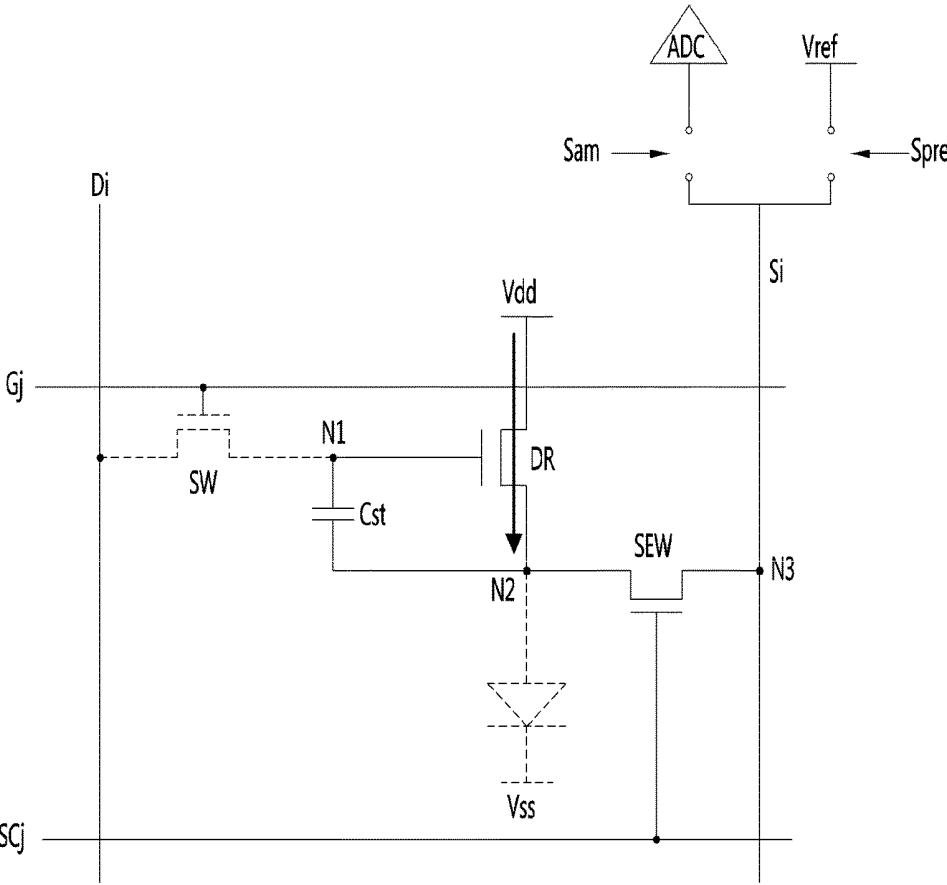 ADC
Vref
Sam
Spre
Di
Si
Vdd
Gj
N1
DR
SW
Cst
SEW
N2
N3
Vss
SCj